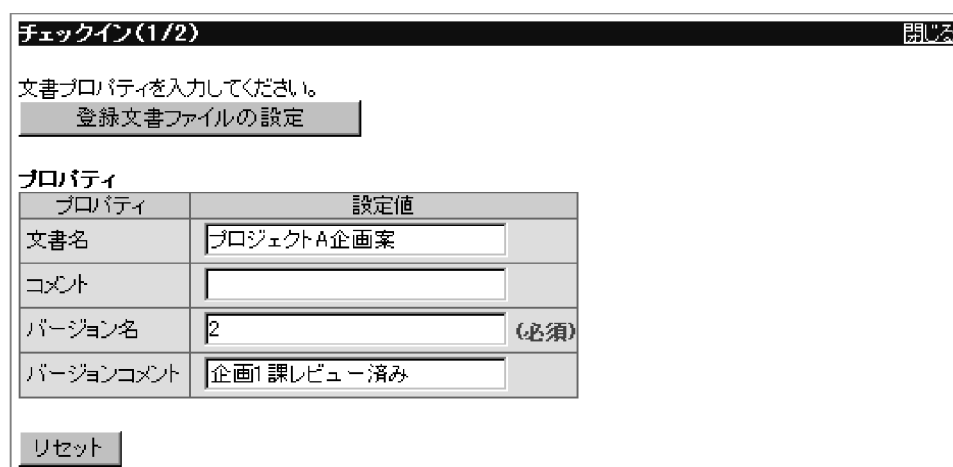 チェックイン(1/2) 閉じる
文書プロパティを入力してください。
登録文書ファイルの設定
プロパティ
プロパティ 設定値
文書名 プロジェクトA企画案
コメント
バージョン名 2 (必須)
バージョンコメント 企画1課レビュー済み
リセット